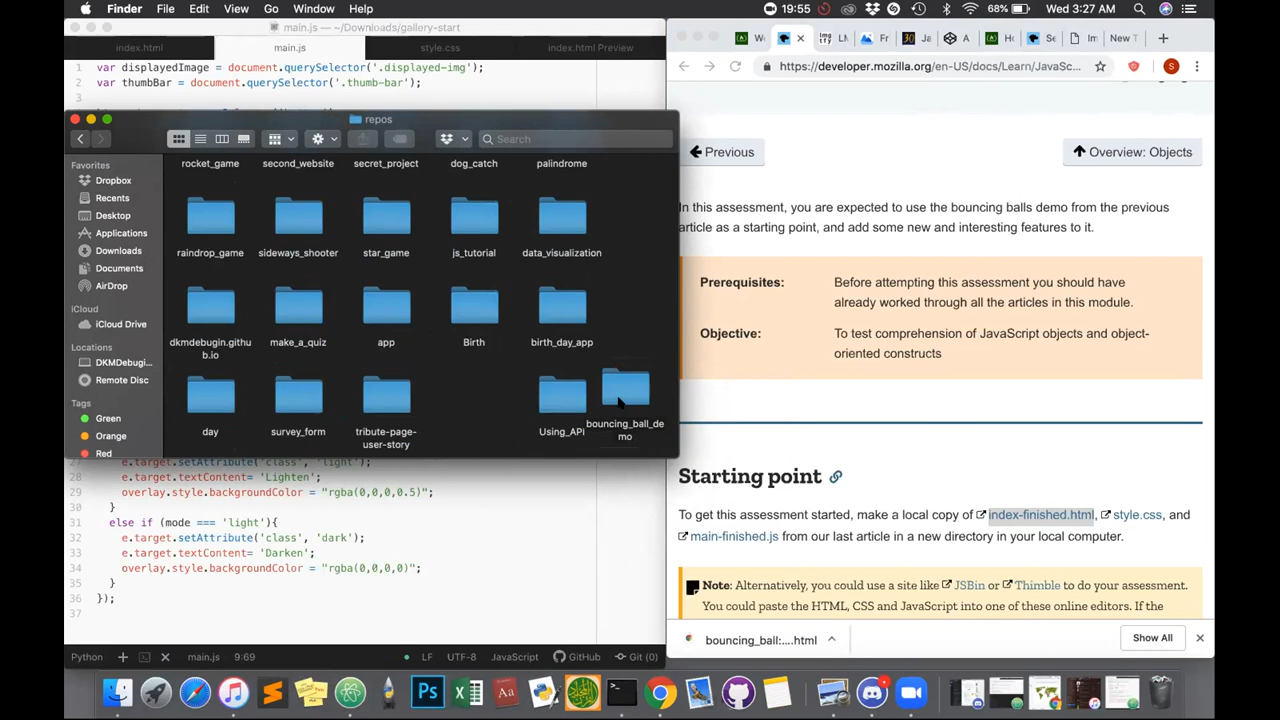 Finder File Edit View Go Window Help
19:55 68% Wed 3:27 AM
main.js — ~/Downloads/gallery-start
index.html main.js style.css index.html Preview
1 var displayedImage = document.querySelector('.displayed-img');
2 var thumbBar = document.querySelector('.thumb-bar');
3
repos
Search
Favorites
Dropbox
Recents
Desktop
Applications
Downloads
Documents
AirDrop
iCloud
iCloud Drive
Locations
DKMDebugi...
Remote Disc
Tags
Green
Orange
Red
rocket_game second_website secret_project dog_catch palindrome
raindrop_game sideways_shooter star_game js_tutorial data_visualization
dkmdebugin.githu make_a_quiz app Birth birth_day_app
b.io
day survey_form tribute-page- Using_API bouncing_ball_de
user-story mo
27 e.target.setAttribute('class', 'light');
28 e.target.textContent= 'Lighten';
29 overlay.style.backgroundColor = "rgba(0,0,0,0.5)";
30 }
31 else if (mode === 'light'){
32 e.target.setAttribute('class', 'dark');
33 e.target.textContent= 'Darken';
34 overlay.style.backgroundColor = "rgba(0,0,0,0)";
35 }
36 });
37
Python main.js 9:69 LF UTF-8 JavaScript GitHub Git (0)
W Fr Ja A H Se New T
https://developer.mozilla.org/en-US/docs/Learn/JavaSc...
Previous
Overview: Objects
In this assessment, you are expected to use the bouncing balls demo from the previous
article as a starting point, and add some new and interesting features to it.
Prerequisites: Before attempting this assessment you should have
already worked through all the articles in this module.
Objective: To test comprehension of JavaScript objects and object-
oriented constructs
Starting point
To get this assessment started, make a local copy of index-finished.html, style.css, and
main-finished.js from our last article in a new directory in your local computer.
Note: Alternatively, you could use a site like JSBin or Thimble to do your assessment.
You could paste the HTML, CSS and JavaScript into one of these online editors. If the
bouncing_ball:....html
Show All